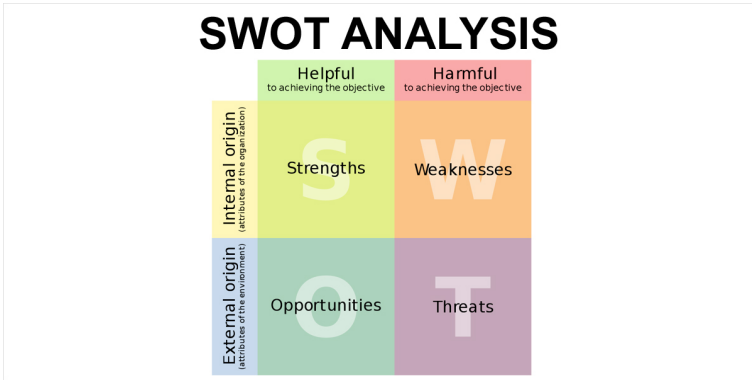 SWOT ANALYSIS
Helpful
to achieving the objective
Harmful
to achieving the objective
Internal origin
(attributes of the organization)
S
Strengths
W
Weaknesses
External origin
(attributes of the environment)
O
Opportunities
T
Threats